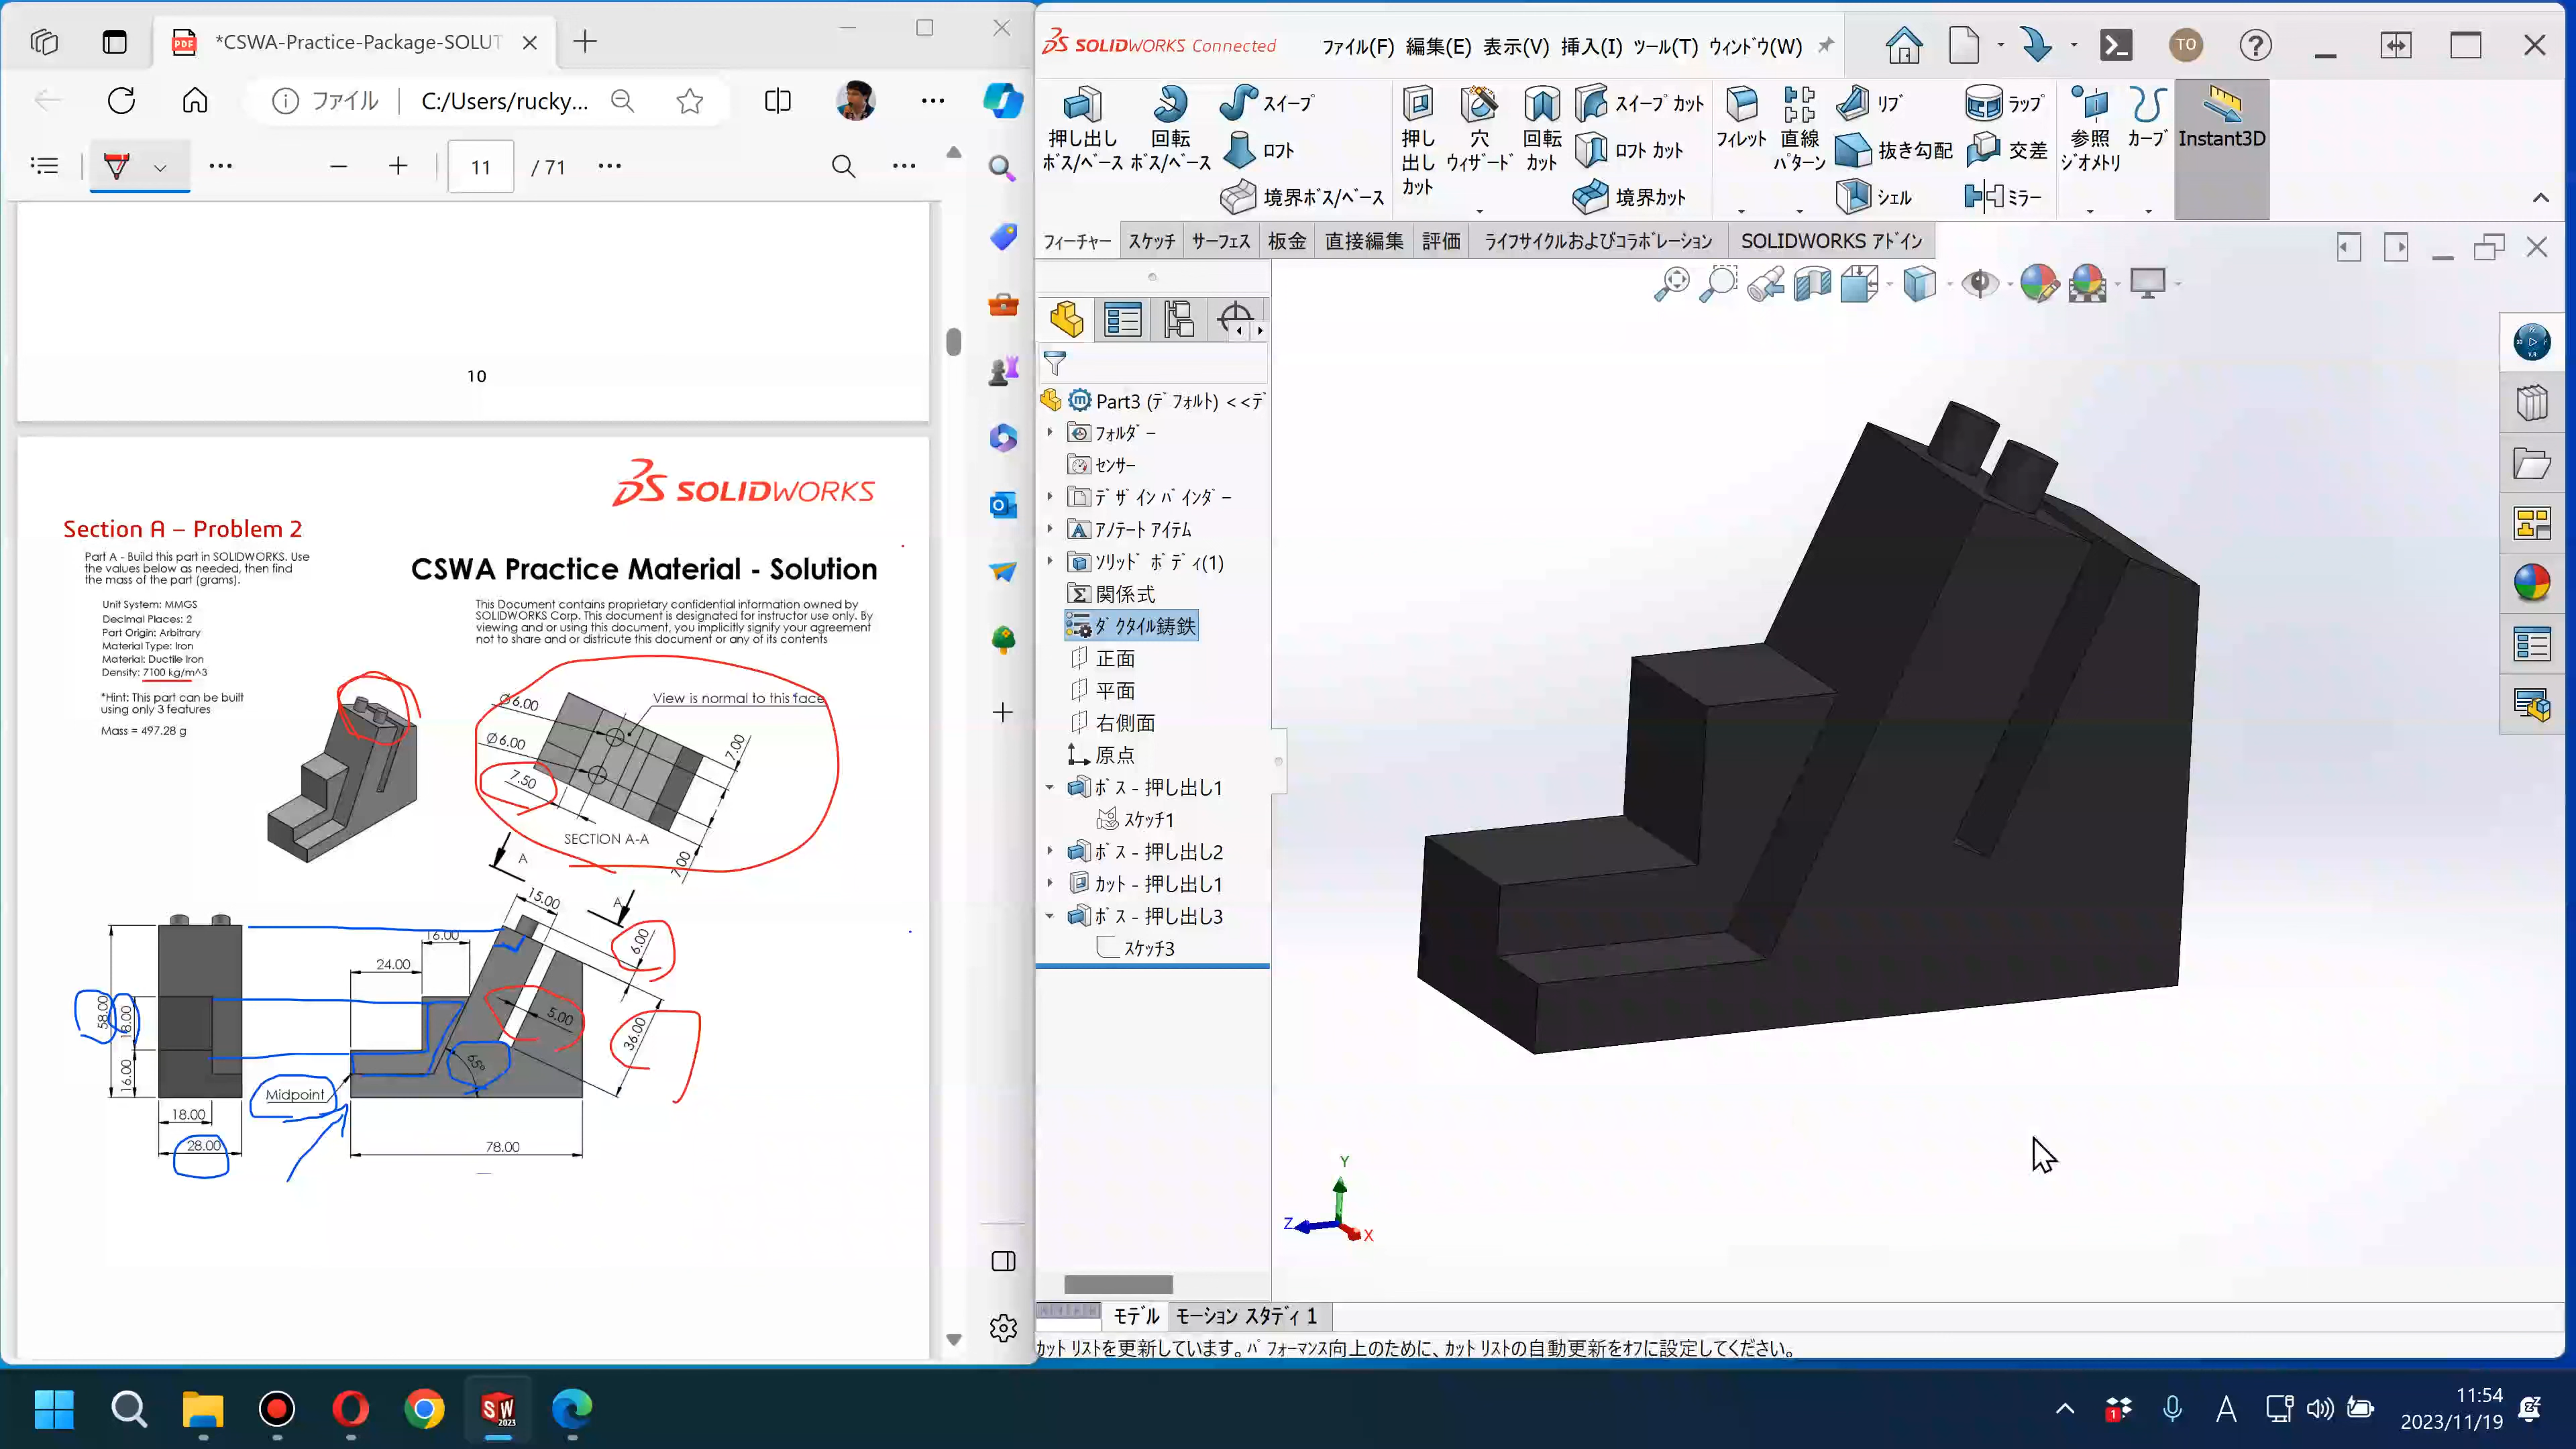 *CSWA-Practice-Package-SOLUT
ファイル
C:/Users/rucky...
11
/ 71
10
SOLIDWORKS
Section A – Problem 2
Part A - Build this part in SOLIDWORKS. Use
the values below as needed, then find
the mass of the part (grams).
CSWA Practice Material - Solution
Unit System: MMGS
Decimal Places: 2
Part Origin: Arbitrary
Material Type: Iron
Material: Ductile Iron
Density: 7100 kg/m^3
This Document contains proprietary confidential information owned by
SOLIDWORKS Corp. This document is designated for instructor use only. By
viewing and or using this document, you implicitly signify your agreement
not to share and or districute this document or any of its contents
*Hint: This part can be built
using only 3 features
Mass = 497.28 g
View is normal to this face
Ø6.00
Ø6.00
7.50
7.00
7.00
SECTION A-A
A
A
15.00
6.00
16.00
24.00
5.00
36.00
65°
58.00
18.00
16.00
Midpoint
18.00
28.00
78.00
SOLIDWORKS Connected
ファイル(F) 編集(E) 表示(V) 挿入(I) ツール(T) ウィンドウ(W)
TO
押し出し
ボス/ベース
回転
ボス/ベース
スイープ
ロフト
境界ボス/ベース
押し
出し
カット
穴
ウィザード
回転
カット
スイープ カット
ロフト カット
境界カット
フィレット
直線
パターン
リブ
抜き勾配
シェル
ラップ
交差
ミラー
参照
ジオメトリ
カーブ
Instant3D
フィーチャー
スケッチ
サーフェス
板金
直接編集
評価
ライフサイクルおよびコラボレーション
SOLIDWORKS アドイン
Part3 (デフォルト) <<デ
フォルダー
センサー
デザイン バインダー
アノテート アイテム
ソリッド ボディ(1)
関係式
ダクタイル鋳鉄
正面
平面
右側面
原点
ボス - 押し出し1
スケッチ1
ボス - 押し出し2
カット - 押し出し1
ボス - 押し出し3
スケッチ3
Y
Z
X
モデル
モーション スタディ 1
カット リストを更新しています。パフォーマンス向上のために、カット リストの自動更新をオフに設定してください。
SW
2023
1
A
11:54
2023/11/19